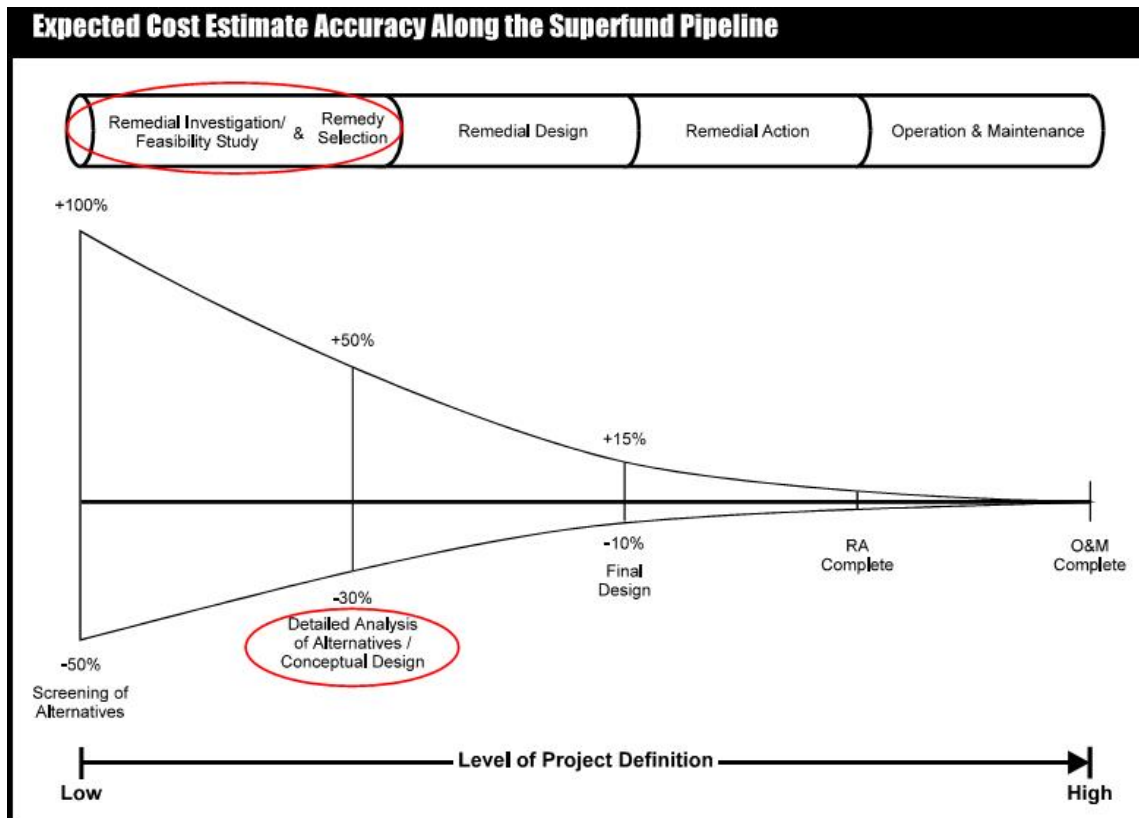 Expected Cost Estimate Accuracy Along the Superfund Pipeline
Remedial Investigation/
Feasibility Study
&
Remedy
Selection
Remedial Design
Remedial Action
Operation & Maintenance
+100%
+50%
+15%
-10%
Final
Design
RA
Complete
O&M
Complete
-30%
Detailed Analysis
of Alternatives /
Conceptual Design
-50%
Screening of
Alternatives
Level of Project Definition
Low
High